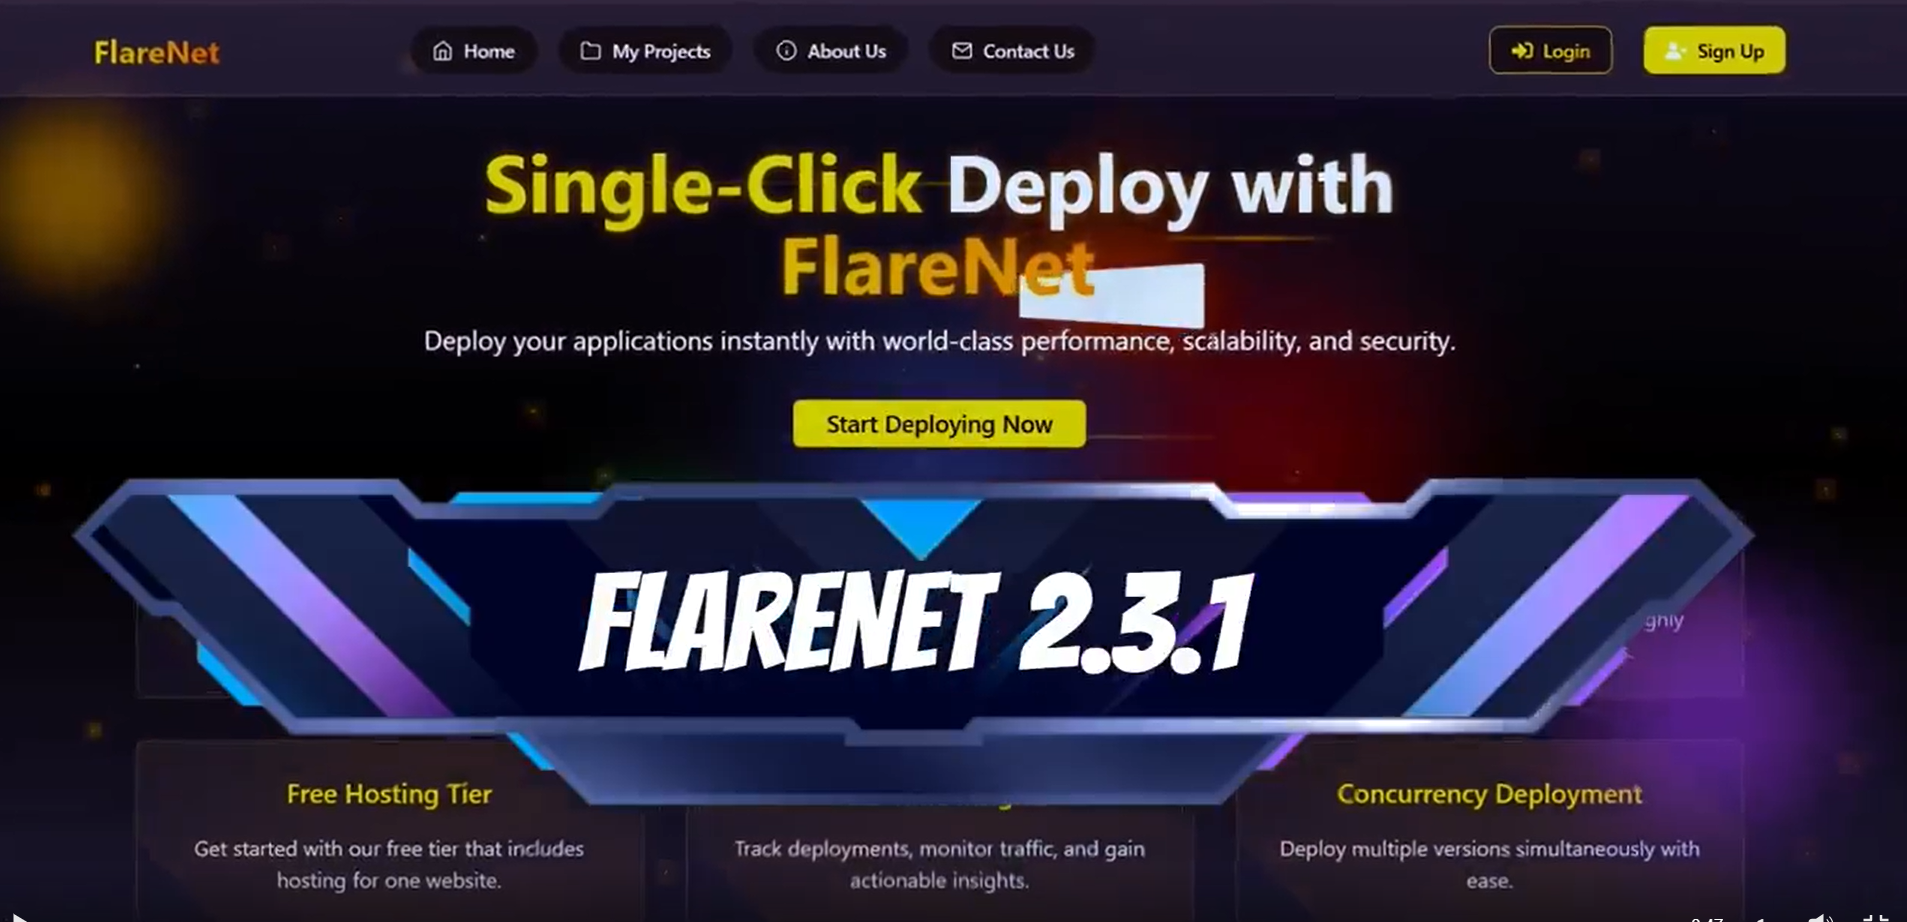 FlareNet
Home
My Projects
About Us
Contact Us
Login
Sign Up
Single-Click Deploy with
FlareNet
Deploy your applications instantly with world-class performance, scalability, and security.
Start Deploying Now
FLARENET 2.3.1
Free Hosting Tier
Get started with our free tier that includes
hosting for one website.
Track deployments, monitor traffic, and gain
actionable insights.
Concurrency Deployment
Deploy multiple versions simultaneously with
ease.